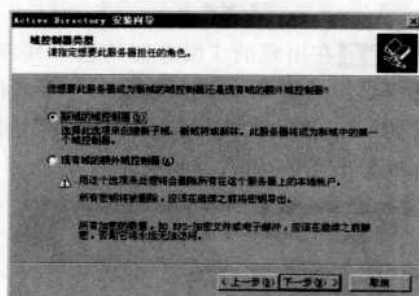 Active Directory 安装向导
域控制器类型
请指定想要此服务器担任的角色。
您想要此服务器成为新域的域控制器还是现有域的额外域控制器?
新域的域控制器(D)
选择此选项来创建新子域、新域树或新林。此服务器将成为新域中的第一
个域控制器。
现有域的额外域控制器(A)
用这个选项来处理将会删除所有在这个服务器上的本地帐户。
所有密钥将被删除,应该在继续之前将密钥导出。
所有加密的数据,如 EFS-加密文件或电子邮件,应该在继续之前解
密,否则它将永远无法访问。
<上一步(B)
下一步(N)>
取消